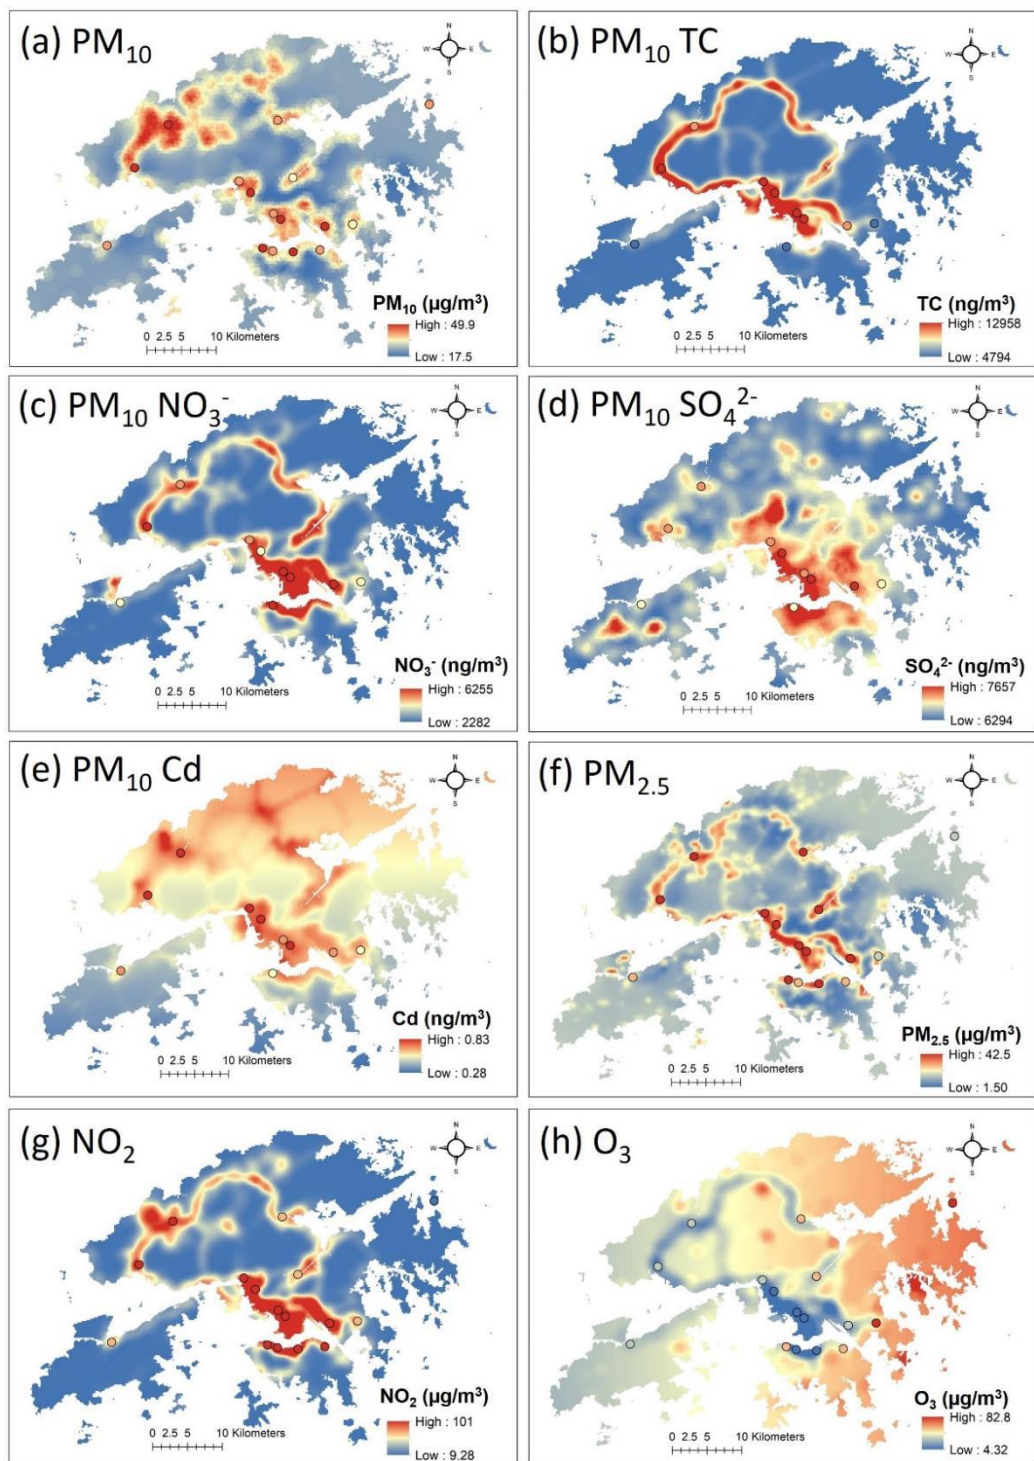 (a) PM₁₀
N
W E
S
PM₁₀ (µg/m³)
High : 49.9
Low : 17.5
0 2.5 5 10 Kilometers
(b) PM₁₀ TC
N
W E
S
TC (ng/m³)
High : 12958
Low : 4794
0 2.5 5 10 Kilometers
(c) PM₁₀ NO₃⁻
N
W E
S
NO₃⁻ (ng/m³)
High : 6255
Low : 2282
0 2.5 5 10 Kilometers
(d) PM₁₀ SO₄²⁻
N
W E
S
SO₄²⁻ (ng/m³)
High : 7657
Low : 6294
0 2.5 5 10 Kilometers
(e) PM₁₀ Cd
N
W E
S
Cd (ng/m³)
High : 0.83
Low : 0.28
0 2.5 5 10 Kilometers
(f) PM₂.₅
N
W E
S
PM₂.₅ (µg/m³)
High : 42.5
Low : 1.50
0 2.5 5 10 Kilometers
(g) NO₂
N
W E
S
NO₂ (µg/m³)
High : 101
Low : 9.28
0 2.5 5 10 Kilometers
(h) O₃
N
W E
S
O₃ (µg/m³)
High : 82.8
Low : 4.32
0 2.5 5 10 Kilometers